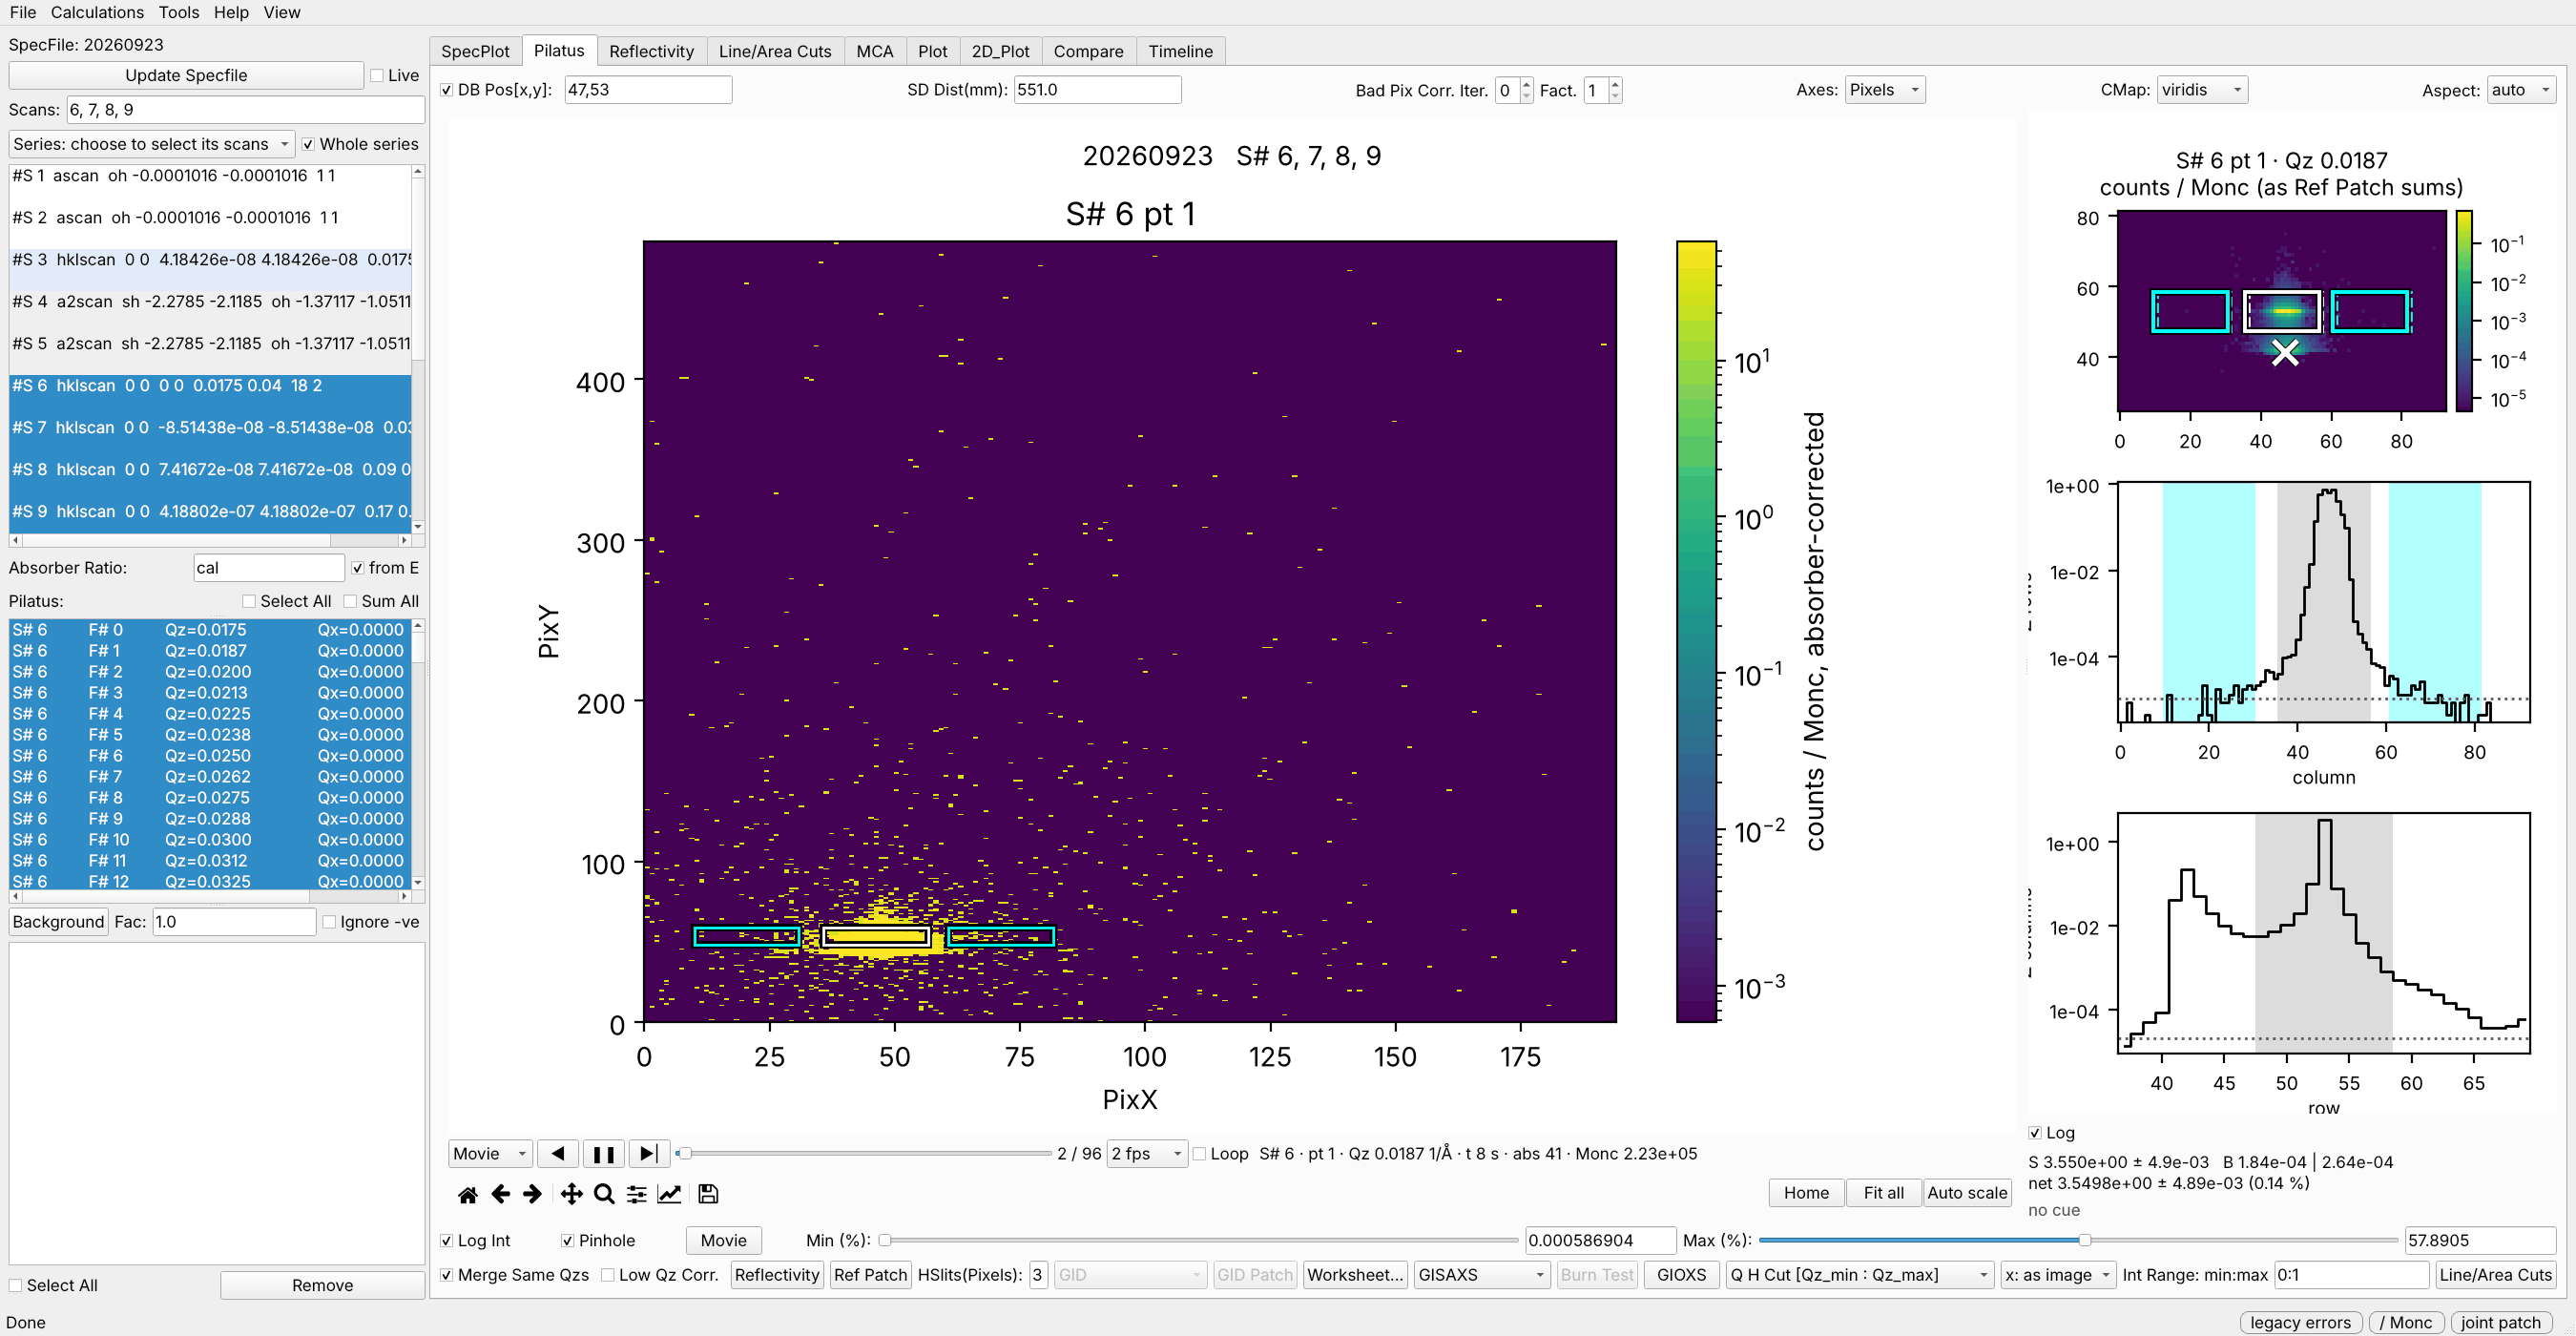 File Calculations Tools Help View
SpecFile: 20260923
Update Specfile Live
Scans: 6, 7, 8, 9
Series: choose to select its scans Whole series
#S 1 ascan oh -0.0001016 -0.0001016 1 1
#S 2 ascan oh -0.0001016 -0.0001016 1 1
#S 3 hklscan 0 0 4.18426e-08 4.18426e-08 0.0175
#S 4 a2scan sh -2.2785 -2.1185 oh -1.37117 -1.0511
#S 5 a2scan sh -2.2785 -2.1185 oh -1.37117 -1.0511
#S 6 hklscan 0 0 0 0 0.0175 0.04 18 2
#S 7 hklscan 0 0 -8.51438e-08 -8.51438e-08 0.03
#S 8 hklscan 0 0 7.41672e-08 7.41672e-08 0.09 0
#S 9 hklscan 0 0 4.18802e-07 4.18802e-07 0.17 0.
Absorber Ratio: cal from E
Pilatus: Select All Sum All
S# 6 F# 0 Qz=0.0175 Qx=0.0000
S# 6 F# 1 Qz=0.0187 Qx=0.0000
S# 6 F# 2 Qz=0.0200 Qx=0.0000
S# 6 F# 3 Qz=0.0213 Qx=0.0000
S# 6 F# 4 Qz=0.0225 Qx=0.0000
S# 6 F# 5 Qz=0.0238 Qx=0.0000
S# 6 F# 6 Qz=0.0250 Qx=0.0000
S# 6 F# 7 Qz=0.0262 Qx=0.0000
S# 6 F# 8 Qz=0.0275 Qx=0.0000
S# 6 F# 9 Qz=0.0288 Qx=0.0000
S# 6 F# 10 Qz=0.0300 Qx=0.0000
S# 6 F# 11 Qz=0.0312 Qx=0.0000
S# 6 F# 12 Qz=0.0325 Qx=0.0000
Background Fac: 1.0 Ignore -ve
Select All Remove
Done
SpecPlot Pilatus Reflectivity Line/Area Cuts MCA Plot 2D_Plot Compare Timeline
DB Pos[x,y]: 47,53 SD Dist(mm): 551.0 Bad Pix Corr. Iter. 0 Fact. 1 Axes: Pixels CMap: viridis Aspect: auto
20260923 S# 6, 7, 8, 9
S# 6 pt 1
PixY
400
300
200
100
0
0 25 50 75 100 125 150 175
PixX
10¹
10⁰
10⁻¹
10⁻²
10⁻³
counts / Monc, absorber-corrected
S# 6 pt 1 · Qz 0.0187
counts / Monc (as Ref Patch sums)
80
60
40
0 20 40 60 80
10⁻¹
10⁻²
10⁻³
10⁻⁴
10⁻⁵
1e+00
1e-02
1e-04
0 20 40 60 80
column
1e+00
1e-02
1e-04
40 45 50 55 60 65
row
Log
S 3.550e+00 ± 4.9e-03 B 1.84e-04 | 2.64e-04
net 3.5498e+00 ± 4.89e-03 (0.14 %)
no cue
Movie 2 / 96 2 fps Loop S# 6 · pt 1 · Qz 0.0187 1/Å · t 8 s · abs 41 · Monc 2.23e+05
Home Fit all Auto scale
Log Int Pinhole Movie Min (%): 0.000586904 Max (%): 57.8905
Merge Same Qzs Low Qz Corr. Reflectivity Ref Patch HSlits(Pixels): 3 GID GID Patch Worksheet... GISAXS Burn Test GIOXS Q H Cut [Qz_min : Qz_max] x: as image Int Range: min:max 0:1 Line/Area Cuts
legacy errors / Monc joint patch